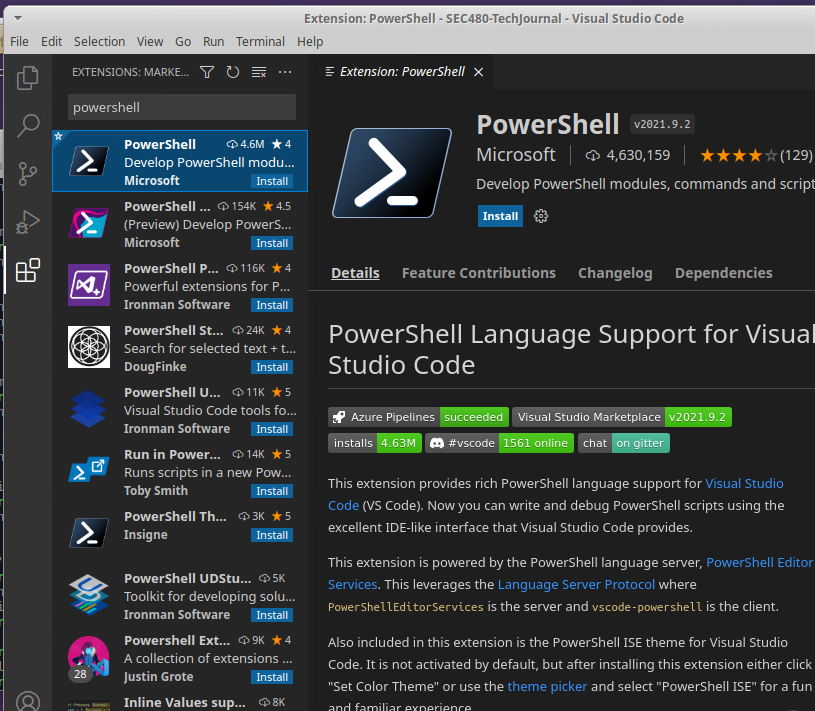 Extension: PowerShell - SEC480-TechJournal - Visual Studio Code
File Edit Selection View Go Run Terminal Help
EXTENSIONS: MARKE...
powershell
PowerShell 4.6M ★ 4
Develop PowerShell modu...
Microsoft Install
PowerShell ... 154K ★ 4.5
(Preview) Develop PowerS...
Microsoft Install
PowerShell P... 116K ★ 4
Powerful extensions for P...
Ironman Software Install
PowerShell St... 24K ★ 4
Search for selected text + t...
DougFinke Install
PowerShell U... 11K ★ 5
Visual Studio Code tools fo...
Ironman Software Install
Run in Power... 14K ★ 5
Runs scripts in a new Pow...
Toby Smith Install
PowerShell Th... 3K ★ 5
Insigne Install
PowerShell UDStu... 5K
Toolkit for developing solu...
Ironman Software Install
Powershell Ext... 9K ★ 4
A collection of extensions ...
28
Justin Grote Install
Inline Values sup... 8K
Extension: PowerShell
PowerShell v2021.9.2
Microsoft 4,630,159 ★★★★☆(129)
Develop PowerShell modules, commands and script
Install
Details Feature Contributions Changelog Dependencies
PowerShell Language Support for Visual
Studio Code
Azure Pipelines succeeded Visual Studio Marketplace v2021.9.2
installs 4.63M #vscode 1561 online chat on gitter
This extension provides rich PowerShell language support for Visual Studio
Code (VS Code). Now you can write and debug PowerShell scripts using the
excellent IDE-like interface that Visual Studio Code provides.
This extension is powered by the PowerShell language server, PowerShell Editor
Services. This leverages the Language Server Protocol where
PowerShellEditorServices is the server and vscode-powershell is the client.
Also included in this extension is the PowerShell ISE theme for Visual Studio
Code. It is not activated by default, but after installing this extension either click
"Set Color Theme" or use the theme picker and select "PowerShell ISE" for a fun
and familiar experience.